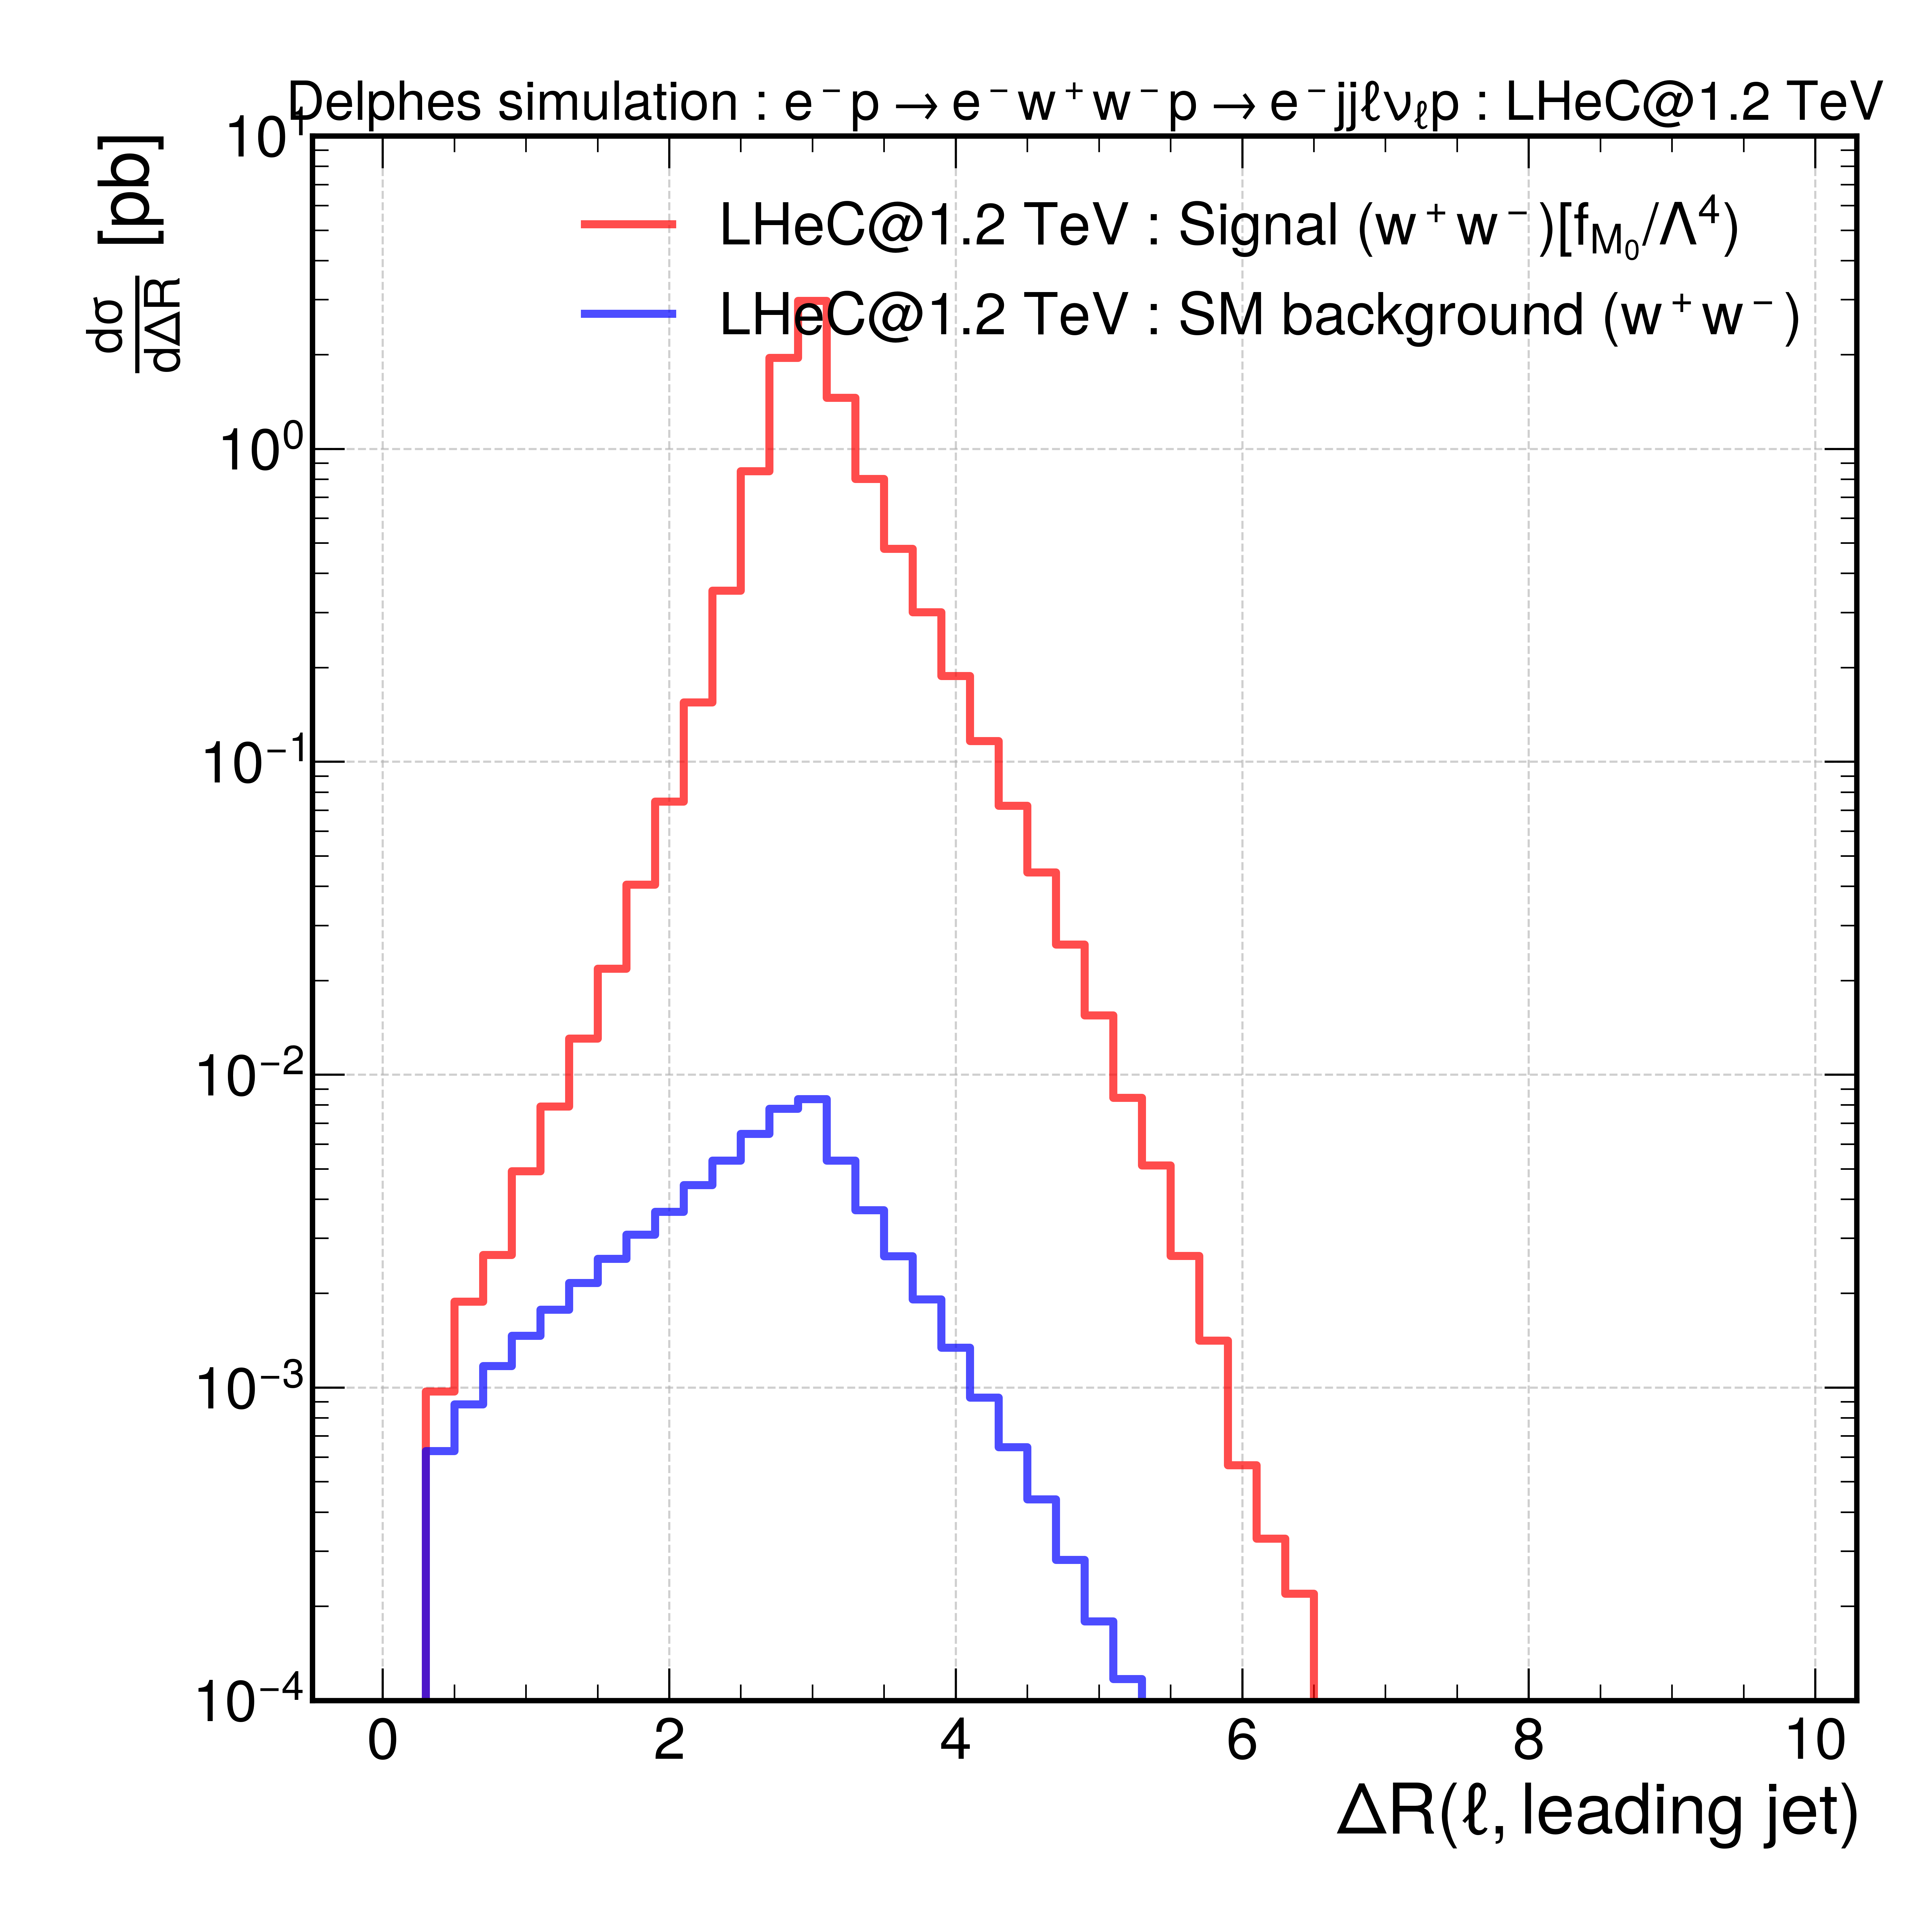 Delphes simulation : e⁻p → e⁻w⁺w⁻p → e⁻jjℓν_ℓp : LHeC@1.2 TeV
dσ/dΔR [pb]
LHeC@1.2 TeV : Signal (w⁺w⁻)[f_M₀/Λ⁴)
LHeC@1.2 TeV : SM background (w⁺w⁻)
10¹
10⁰
10⁻¹
10⁻²
10⁻³
10⁻⁴
0 2 4 6 8 10
ΔR(ℓ, leading jet)